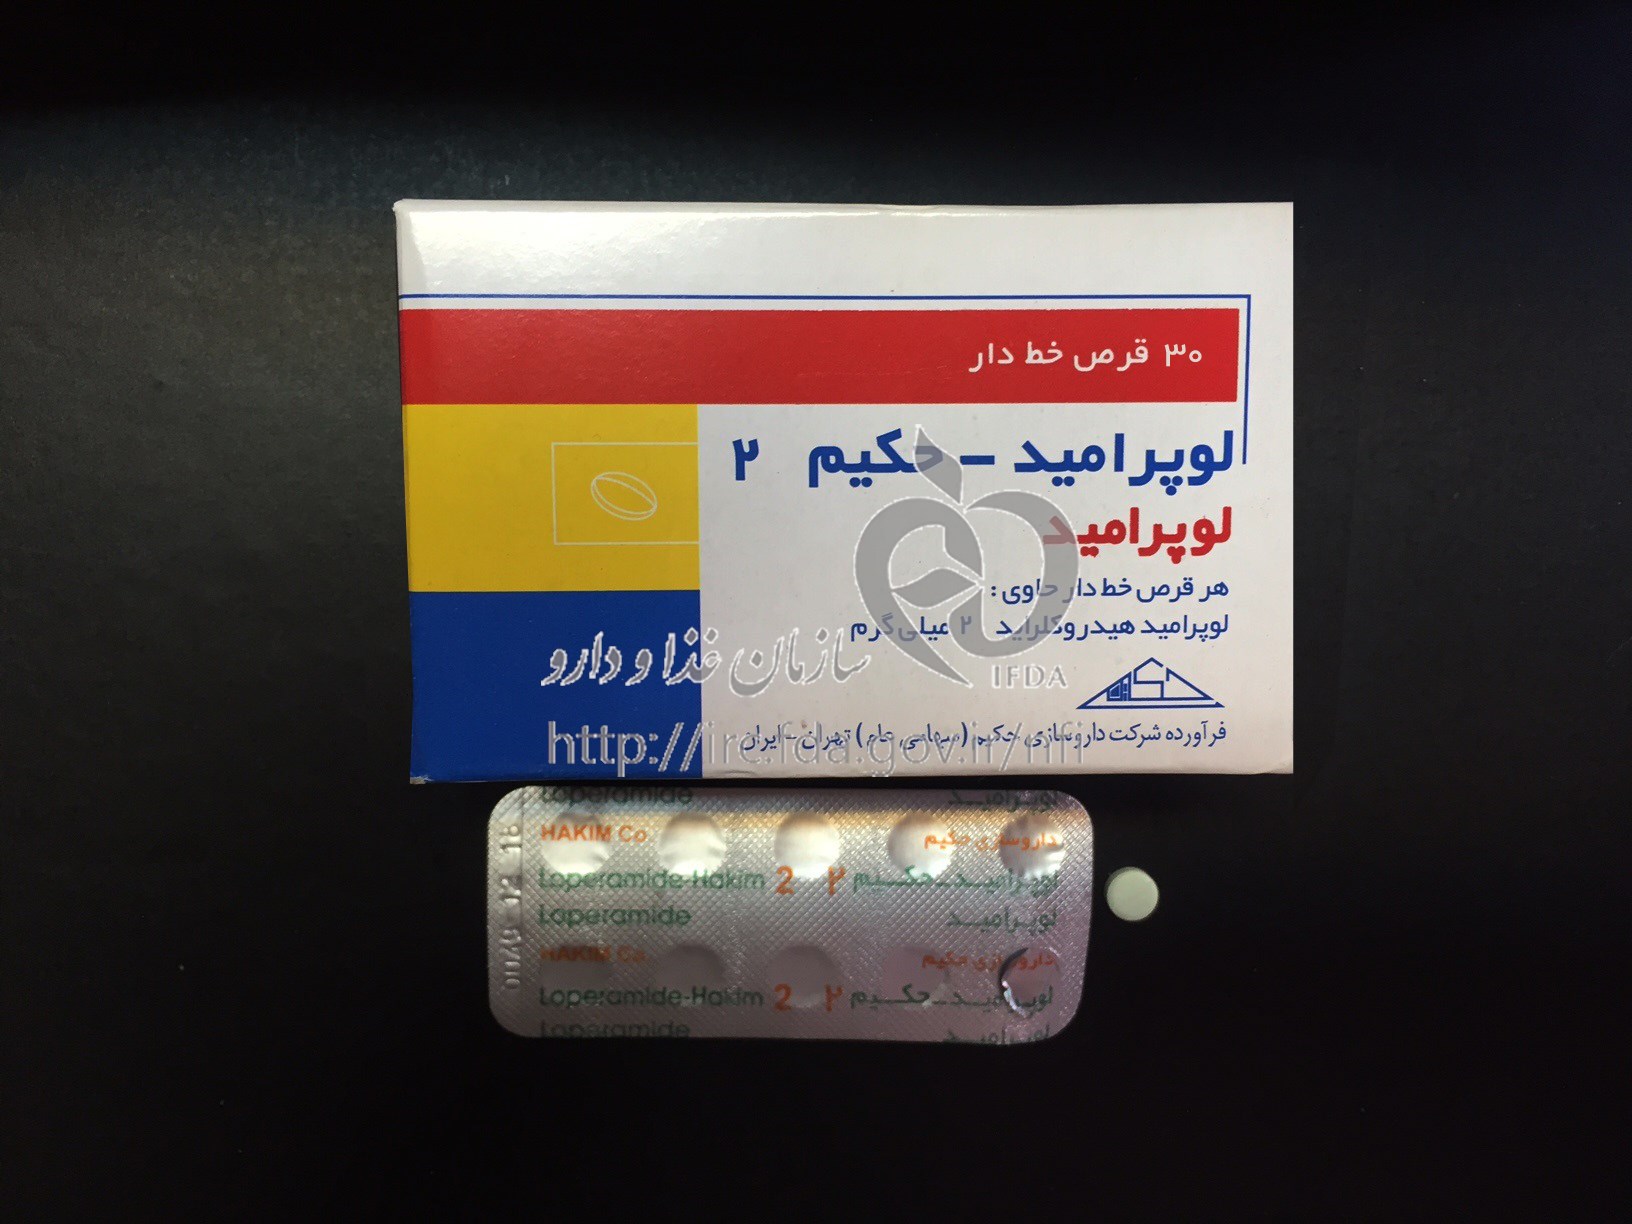 ۳۰ قرص خط دار
لوپرامید - حکیم ۲
لوپرامید
هر قرص خط دار حاوی :
لوپرامید هیدروکلراید ۲ میلی گرم
فرآورده شرکت داروسازی حکیم (سهامی عام) تهران - ایران
سازمان غذا و دارو
IFDA
http://irc.fda.gov.ir/nfi
Loperamide لوپرامید
HAKIM Co داروسازی حکیم
Loperamide-Hakim 2 ۲ لوپرامید-حکیم
Loperamide لوپرامید
HAKIM Co داروسازی حکیم
Loperamide-Hakim 2 ۲ لوپرامید-حکیم
Loperamide لوپرامید